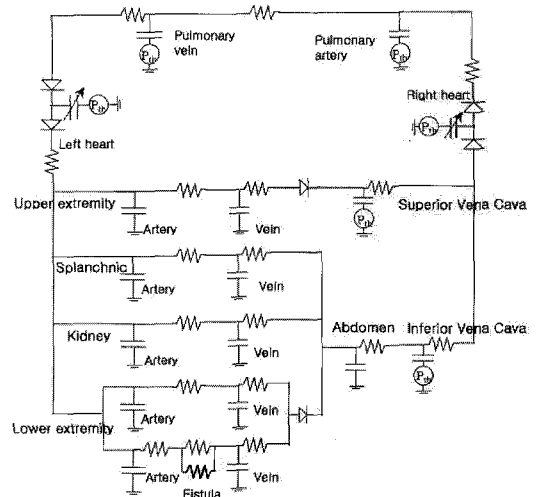 Pulmonary
vein
Pulmonary
artery
Pth
Pth
Right heart
Pth
Pth
Left heart
Upper extremity
Artery
Vein
Pth
Superior Vena Cava
Splanchnic
Artery
Vein
Kidney
Artery
Vein
Abdomen
Inferior Vena Cava
Pth
Artery
Vein
Lower extremity
Artery
Fistula
Vein